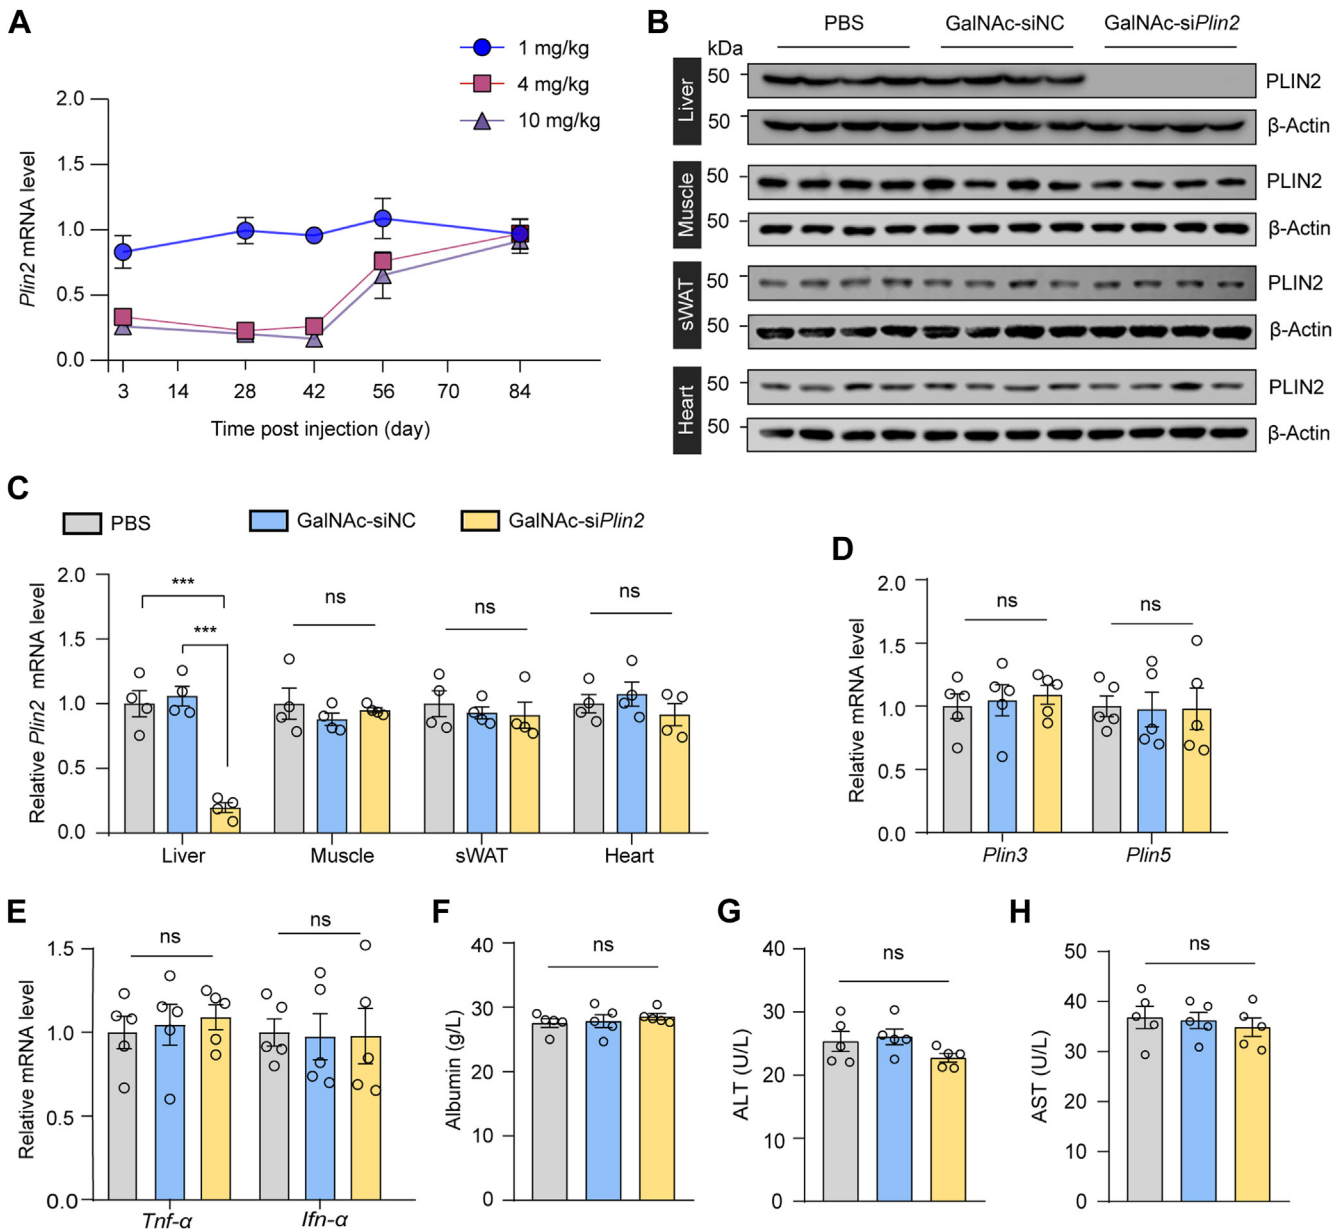 A
1 mg/kg
4 mg/kg
10 mg/kg
Plin2 mRNA level
2.0
1.5
1.0
0.5
0.0
3 14 28 42 56 70 84
Time post injection (day)
B
PBS GalNAc-siNC GalNAc-siPlin2
kDa
Liver
50 PLIN2
50 β-Actin
Muscle
50 PLIN2
50 β-Actin
sWAT
50 PLIN2
50 β-Actin
Heart
50 PLIN2
50 β-Actin
C
PBS GalNAc-siNC GalNAc-siPlin2
Relative Plin2 mRNA level
2.0
1.5
1.0
0.5
0.0
***
***
ns
ns
ns
Liver Muscle sWAT Heart
D
Relative mRNA level
2.0
1.5
1.0
0.5
0.0
ns ns
Plin3 Plin5
E
Relative mRNA level
1.5
1.0
0.5
0.0
ns ns
Tnf-α Ifn-α
F
Albumin (g/L)
40
30
20
10
0
ns
G
ALT (U/L)
40
30
20
10
0
ns
H
AST (U/L)
50
40
30
20
10
0
ns